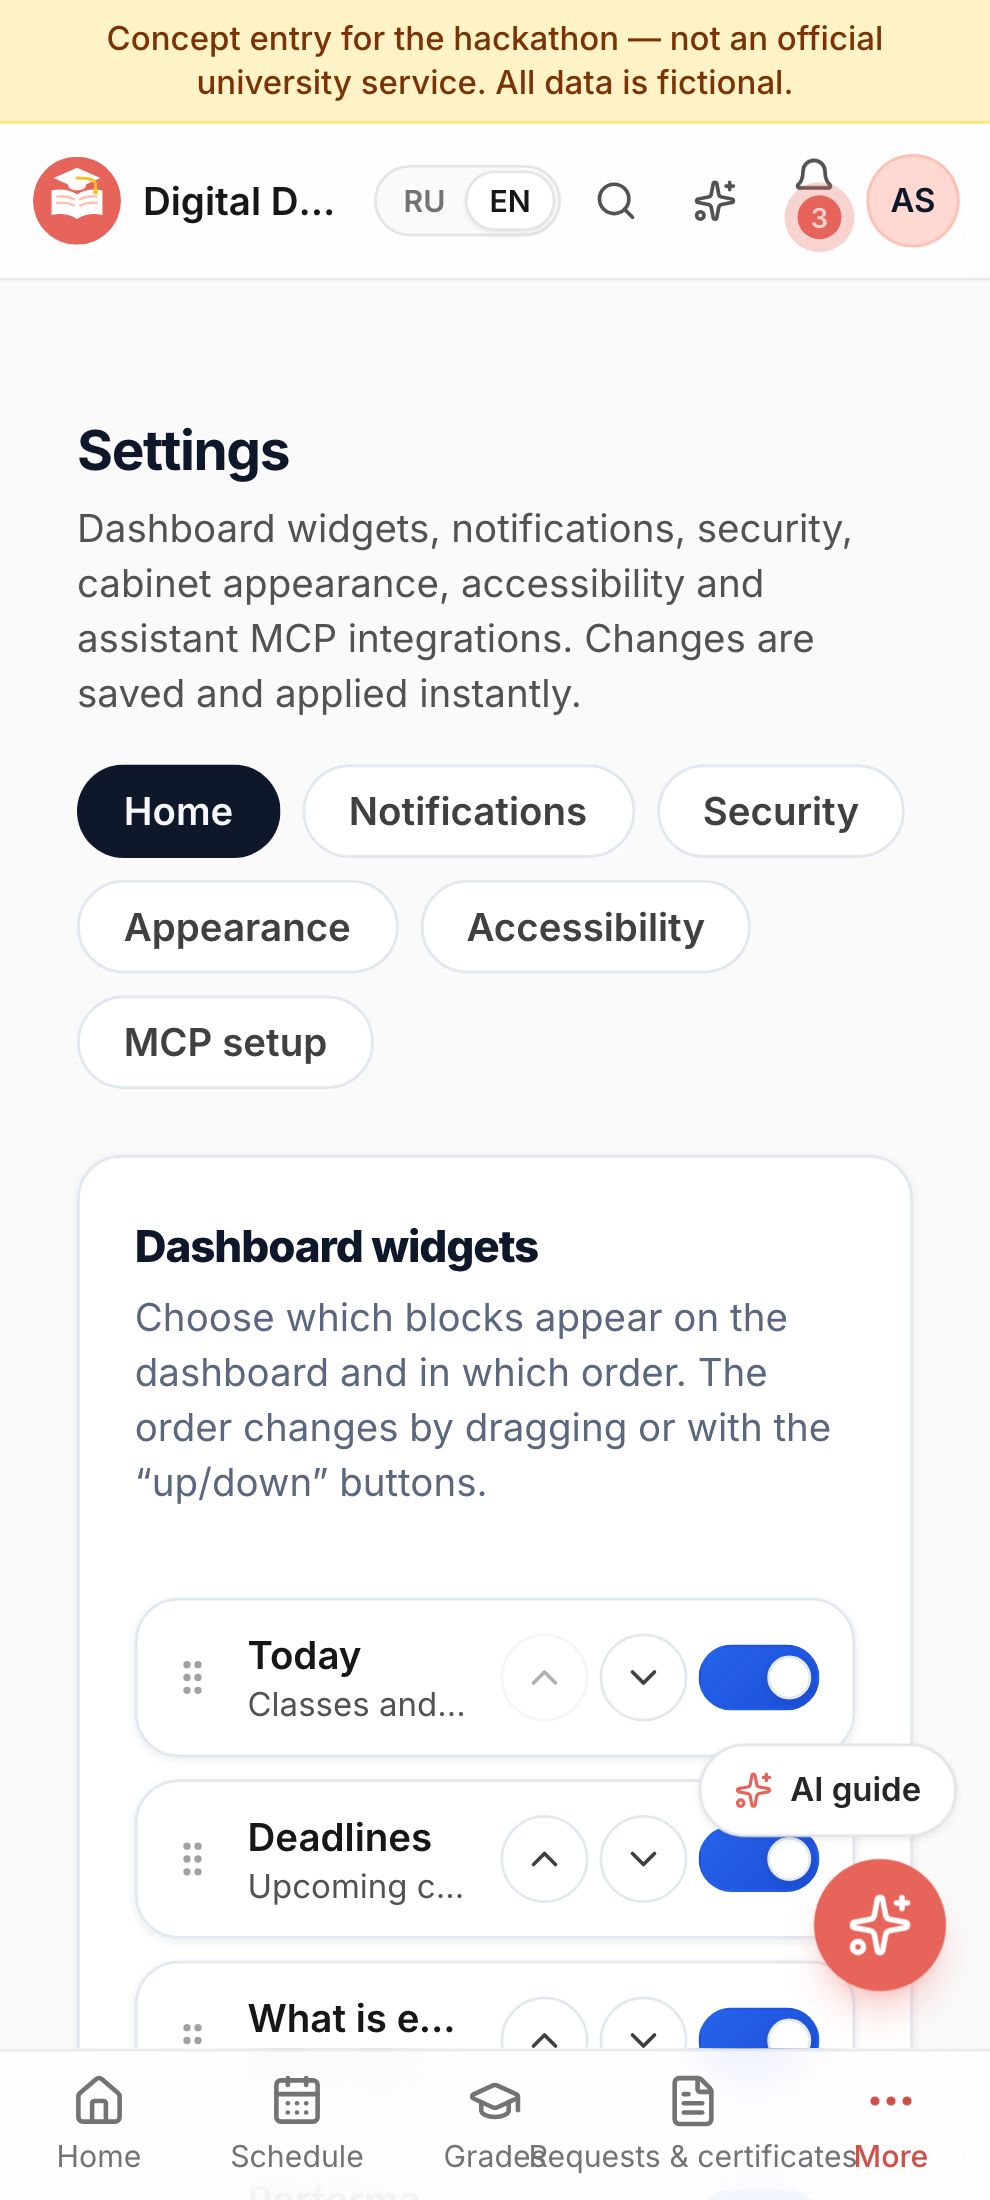 Concept entry for the hackathon — not an official
university service. All data is fictional.
Digital D...
RU
EN
3
AS
Settings
Dashboard widgets, notifications, security,
cabinet appearance, accessibility and
assistant MCP integrations. Changes are
saved and applied instantly.
Home
Notifications
Security
Appearance
Accessibility
MCP setup
Dashboard widgets
Choose which blocks appear on the
dashboard and in which order. The
order changes by dragging or with the
“up/down” buttons.
Today
Classes and...
AI guide
Deadlines
Upcoming c...
What is e...
Home
Schedule
Grades
Requests & certificates
More
Performa